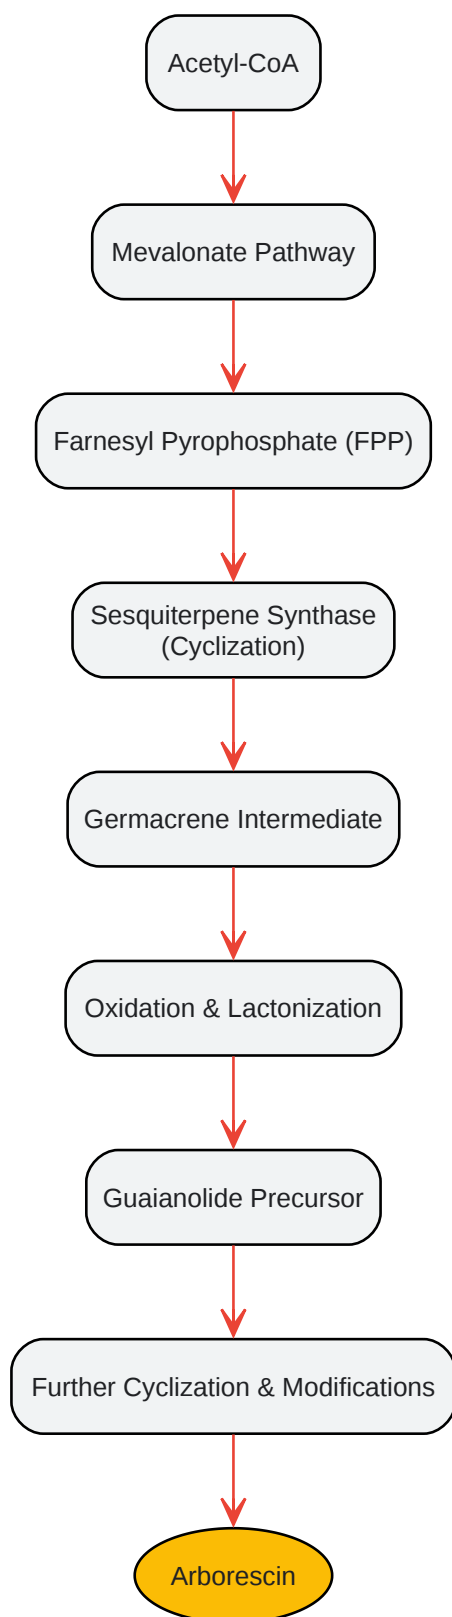 Acetyl-CoA
Mevalonate Pathway
Farnesyl Pyrophosphate (FPP)
Sesquiterpene Synthase
(Cyclization)
Germacrene Intermediate
Oxidation & Lactonization
Guaianolide Precursor
Further Cyclization & Modifications
Arborescin